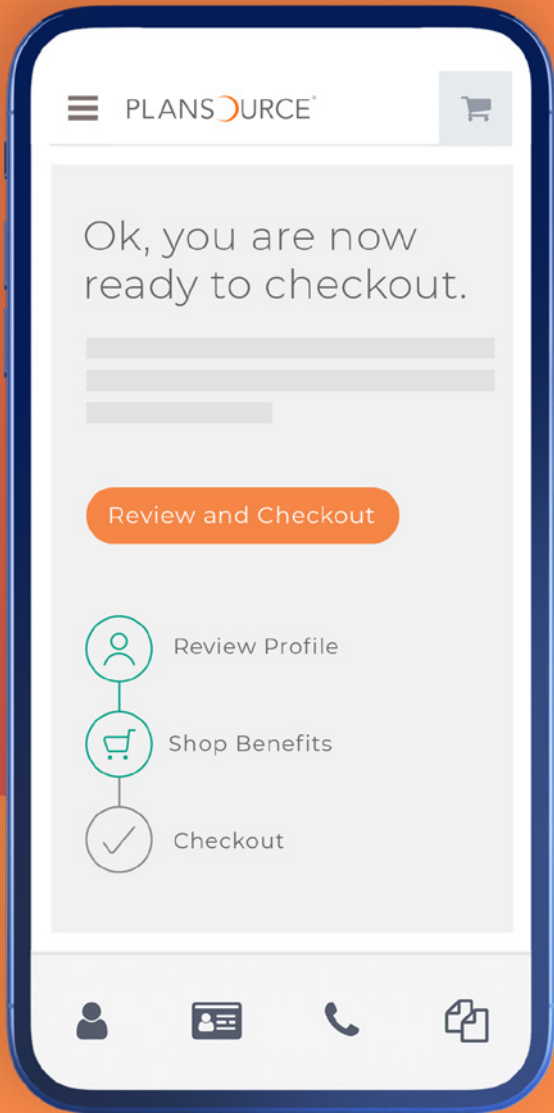 PLANSOURCE®
Ok, you are now
ready to checkout.
Review and Checkout
Review Profile
Shop Benefits
Checkout